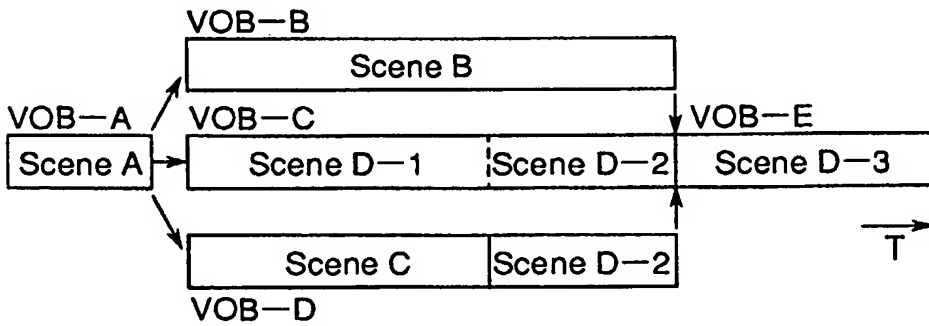 VOB—B
Scene B
VOB—A
VOB—C
VOB—E
Scene A
Scene D—1
Scene D—2
Scene D—3
Scene C
Scene D—2
T
VOB—D